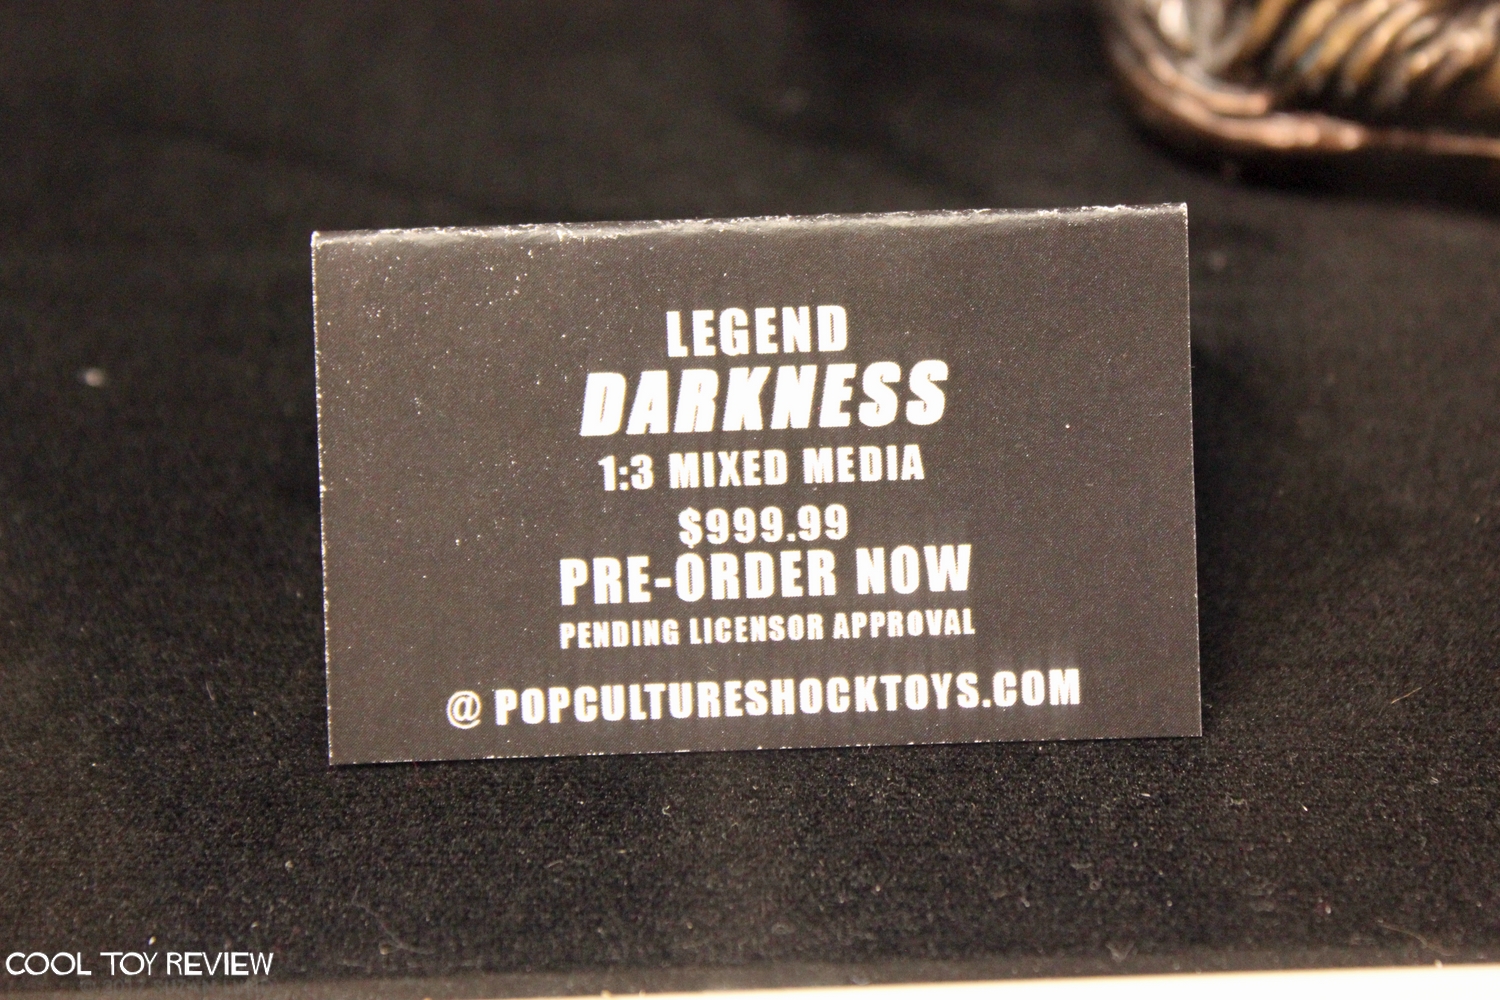 LEGEND
DARKNESS
1:3 MIXED MEDIA
$999.99
PRE-ORDER NOW
PENDING LICENSOR APPROVAL
@ POPCULTURESHOCKTOYS.COM
COOL TOY REVIEW